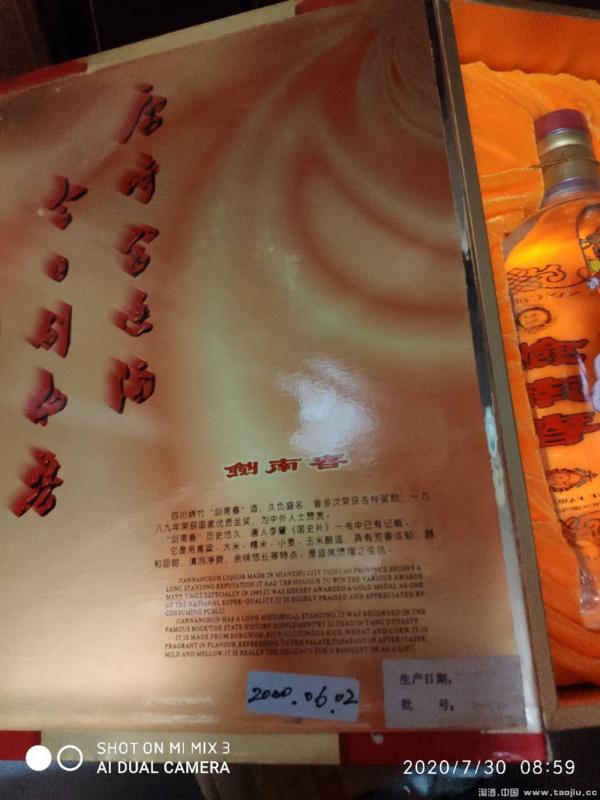 唐时宫廷酒
今日剑南春
剑南春
四川绵竹“剑南春”酒，久负盛名，曾多次荣获各种奖励，一九
八九年荣获国家优质金奖，为中外人士赞赏。
“剑南春”历史悠久，唐人李肇《国史补》一书中已有记载，
它是用高粱、大米、糯米、小麦、玉米酿造，具有芳香浓郁、醇
和回甜、清冽净爽、余味悠长等特点，是筵席馈赠之佳品。
JIANNANCHUN LIQUOR MADE IN MIANZHU CITY SICHUAN PROVINCE ENJOYS A
LONG STANDING REPUTATION.IT HAD THE HOUOUR TO WIN THE VARIOUS AWARDS
MANY TIMES ESPECIALLY IN 1989.IT WAS HEREBY AWARDED A GOLD MEDAL AS ONE
OF THE NATIONAL SUPER-QUALITY.IT IS HIGHLY PRAISED AND APPRECIATED BY
CONSUMING PUBLIC.
JIANNANCHUN HAS A LONG HISTORICAL STANDING.IT WAS RECORDED IN THE
FAMOUS BOOK"THE STATE HISTORY SUPPLEMENT"BY LI ZHAO IN TANG DYNASTY
IT IS MADE FROM SORGHUM,RICE,GLUTINOUS RICE, WHEAT AND CORN.IT IS
FRAGRANT IN FLAVOUR,REFRESHING TO THE PALATE,PLEASANT IN AFTER-TASTE,
MILD AND MELLOW.IT IS REALLY THE DELICACY FOR A BANQUET OR AS A GIFT.
2000.06.02
生产日期:
批 号:
剑南春
SHOT ON MI MIX 3
AI DUAL CAMERA
2020/7/30 08:59
淘酒.中国 www.taojiu.cc